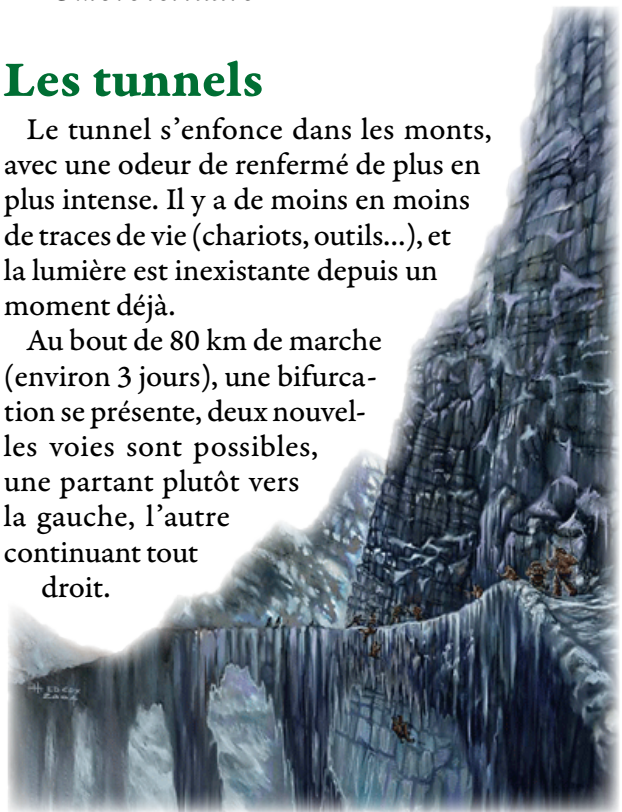 Les tunnels
Le tunnel s’enfonce dans les monts,
avec une odeur de renfermé de plus en
plus intense. Il y a de moins en moins
de traces de vie (chariots, outils...), et
la lumière est inexistante depuis un
moment déjà.
Au bout de 80 km de marche
(environ 3 jours), une bifurca-
tion se présente, deux nouvel-
les voies sont possibles,
une partant plutôt vers
la gauche, l’autre
continuant tout
droit.
ED COX